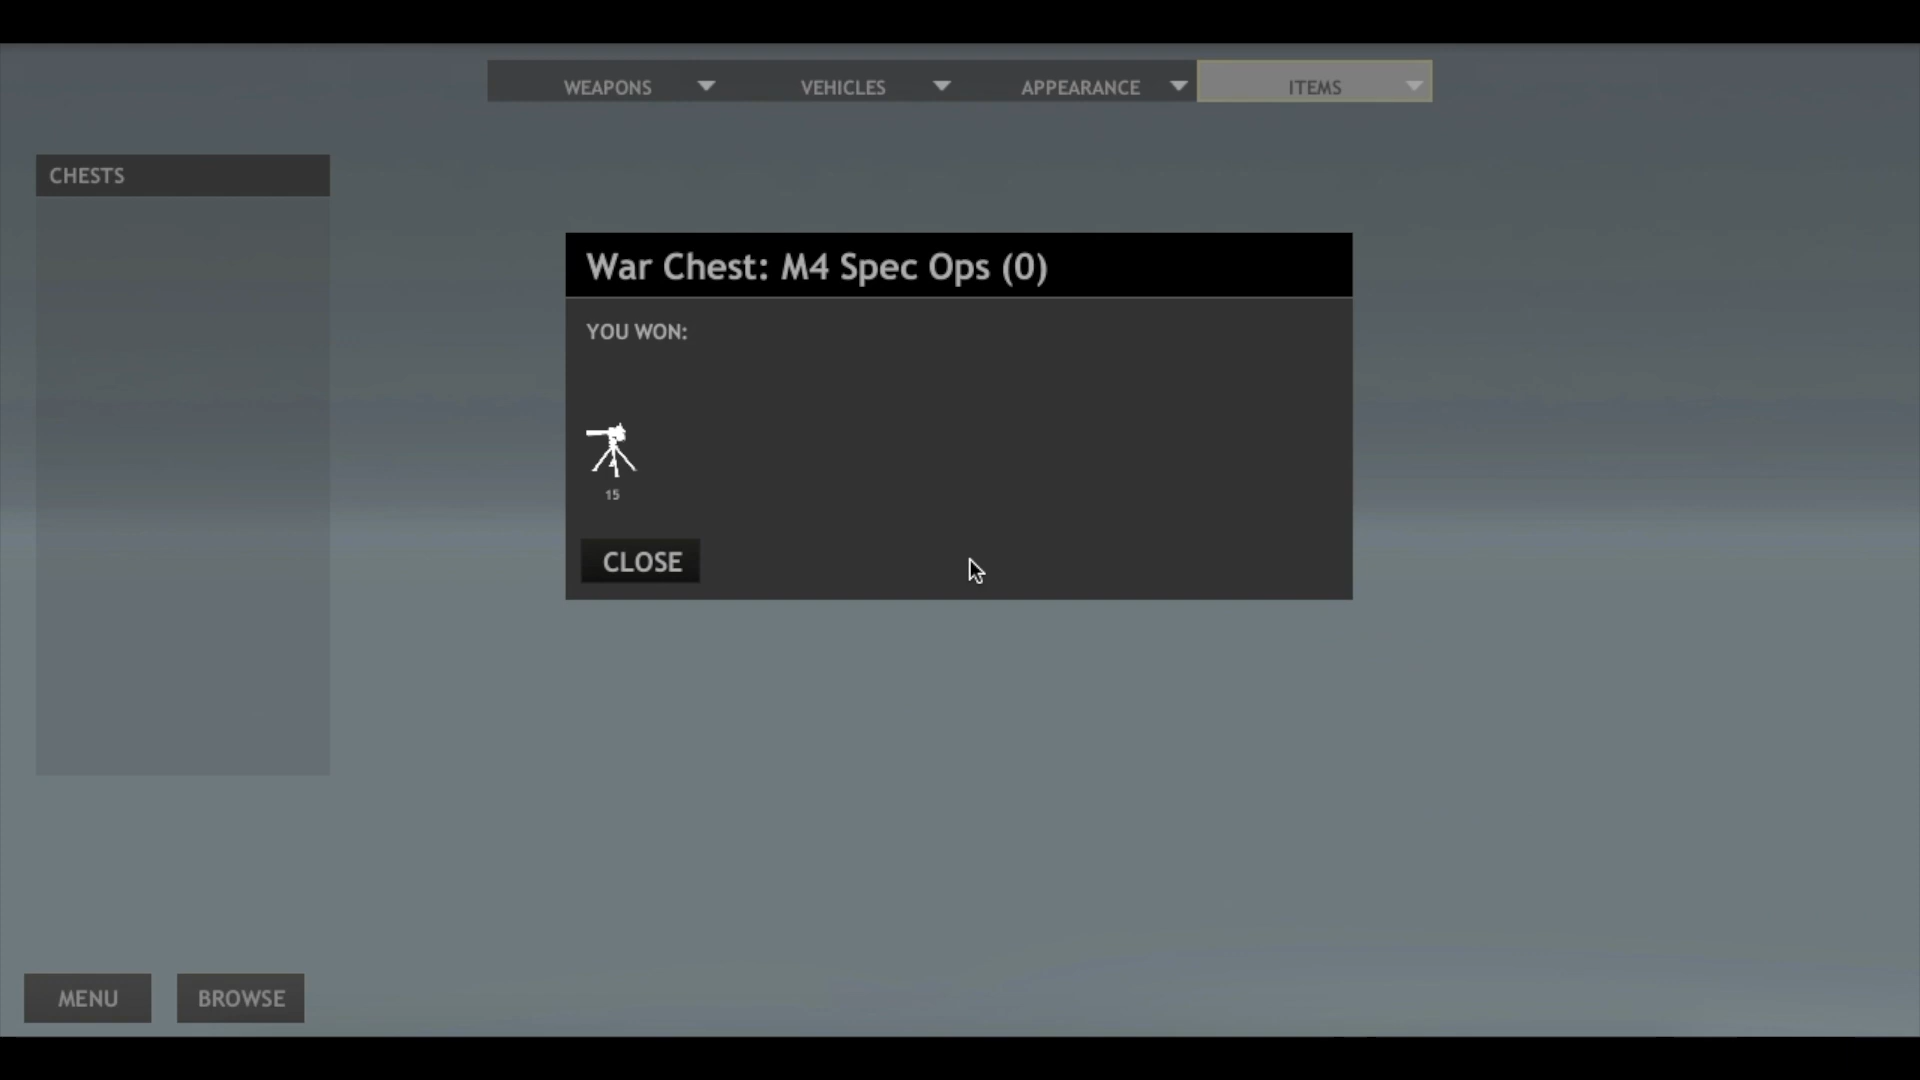 WEAPONS
VEHICLES
APPEARANCE
ITEMS
CHESTS
War Chest: M4 Spec Ops (0)
YOU WON:
15
CLOSE
MENU
BROWSE